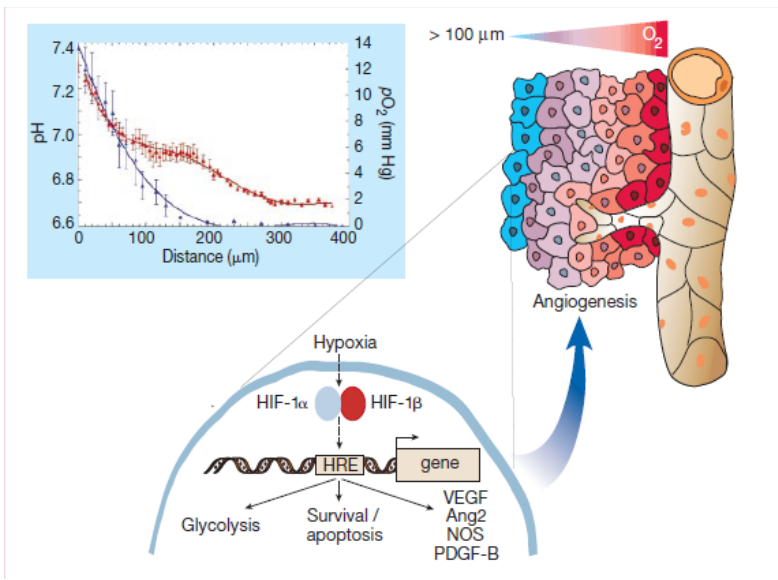 7.4
7.2
7.0
6.8
6.6
pH
14
12
10
8
6
4
2
0
pO2 (mm Hg)
0 100 200 300 400
Distance (μm)
> 100 μm
O2
Angiogenesis
Hypoxia
HIF-1α HIF-1β
HRE gene
Glycolysis
Survival /
apoptosis
VEGF
Ang2
NOS
PDGF-B